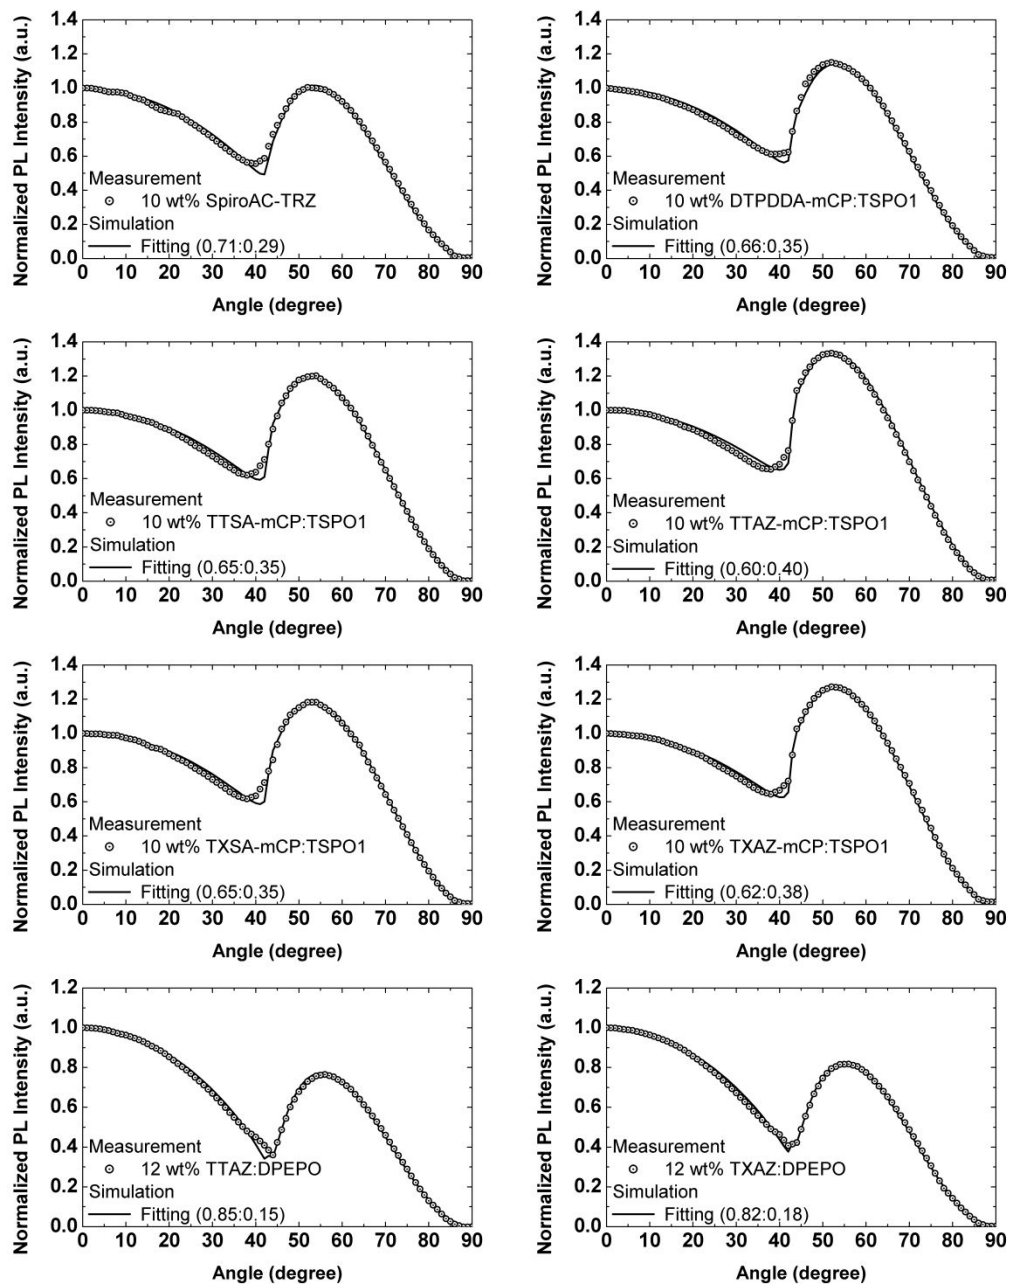 Normalized PL Intensity (a.u.)
1.4
1.2
1.0
0.8
0.6
0.4
0.2
0.0
Measurement
10 wt% SpiroAC-TRZ
Simulation
Fitting (0.71:0.29)
0 10 20 30 40 50 60 70 80 90
Angle (degree)
Normalized PL Intensity (a.u.)
1.4
1.2
1.0
0.8
0.6
0.4
0.2
0.0
Measurement
10 wt% DTPDDA-mCP:TSPO1
Simulation
Fitting (0.66:0.35)
0 10 20 30 40 50 60 70 80 90
Angle (degree)
Normalized PL Intensity (a.u.)
1.4
1.2
1.0
0.8
0.6
0.4
0.2
0.0
Measurement
10 wt% TTSA-mCP:TSPO1
Simulation
Fitting (0.65:0.35)
0 10 20 30 40 50 60 70 80 90
Angle (degree)
Normalized PL Intensity (a.u.)
1.4
1.2
1.0
0.8
0.6
0.4
0.2
0.0
Measurement
10 wt% TTAZ-mCP:TSPO1
Simulation
Fitting (0.60:0.40)
0 10 20 30 40 50 60 70 80 90
Angle (degree)
Normalized PL Intensity (a.u.)
1.4
1.2
1.0
0.8
0.6
0.4
0.2
0.0
Measurement
10 wt% TXSA-mCP:TSPO1
Simulation
Fitting (0.65:0.35)
0 10 20 30 40 50 60 70 80 90
Angle (degree)
Normalized PL Intensity (a.u.)
1.4
1.2
1.0
0.8
0.6
0.4
0.2
0.0
Measurement
10 wt% TXAZ-mCP:TSPO1
Simulation
Fitting (0.62:0.38)
0 10 20 30 40 50 60 70 80 90
Angle (degree)
Normalized PL Intensity (a.u.)
1.2
1.0
0.8
0.6
0.4
0.2
0.0
Measurement
12 wt% TTAZ:DPEPO
Simulation
Fitting (0.85:0.15)
0 10 20 30 40 50 60 70 80 90
Angle (degree)
Normalized PL Intensity (a.u.)
1.2
1.0
0.8
0.6
0.4
0.2
0.0
Measurement
12 wt% TXAZ:DPEPO
Simulation
Fitting (0.82:0.18)
0 10 20 30 40 50 60 70 80 90
Angle (degree)